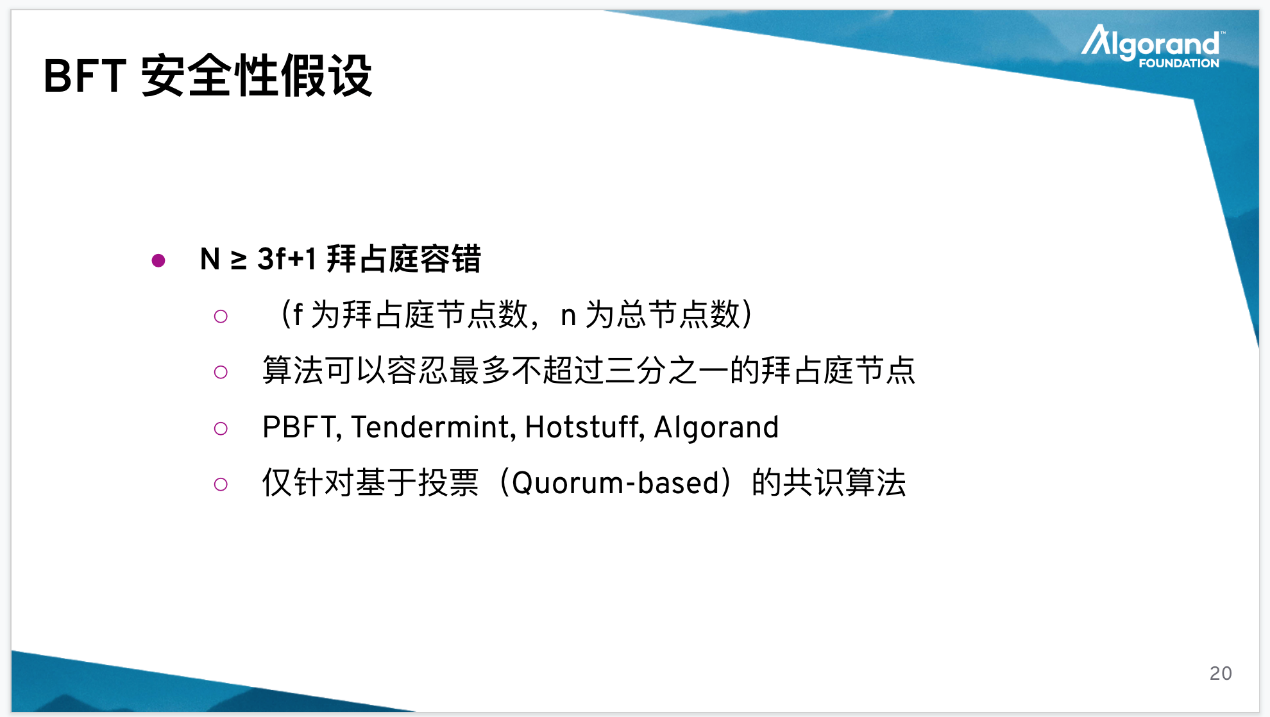 Algorand™
FOUNDATION
BFT 安全性假设
● N ≥ 3f+1 拜占庭容错
○ （f 为拜占庭节点数，n 为总节点数）
○ 算法可以容忍最多不超过三分之一的拜占庭节点
○ PBFT, Tendermint, Hotstuff, Algorand
○ 仅针对基于投票（Quorum-based）的共识算法
20